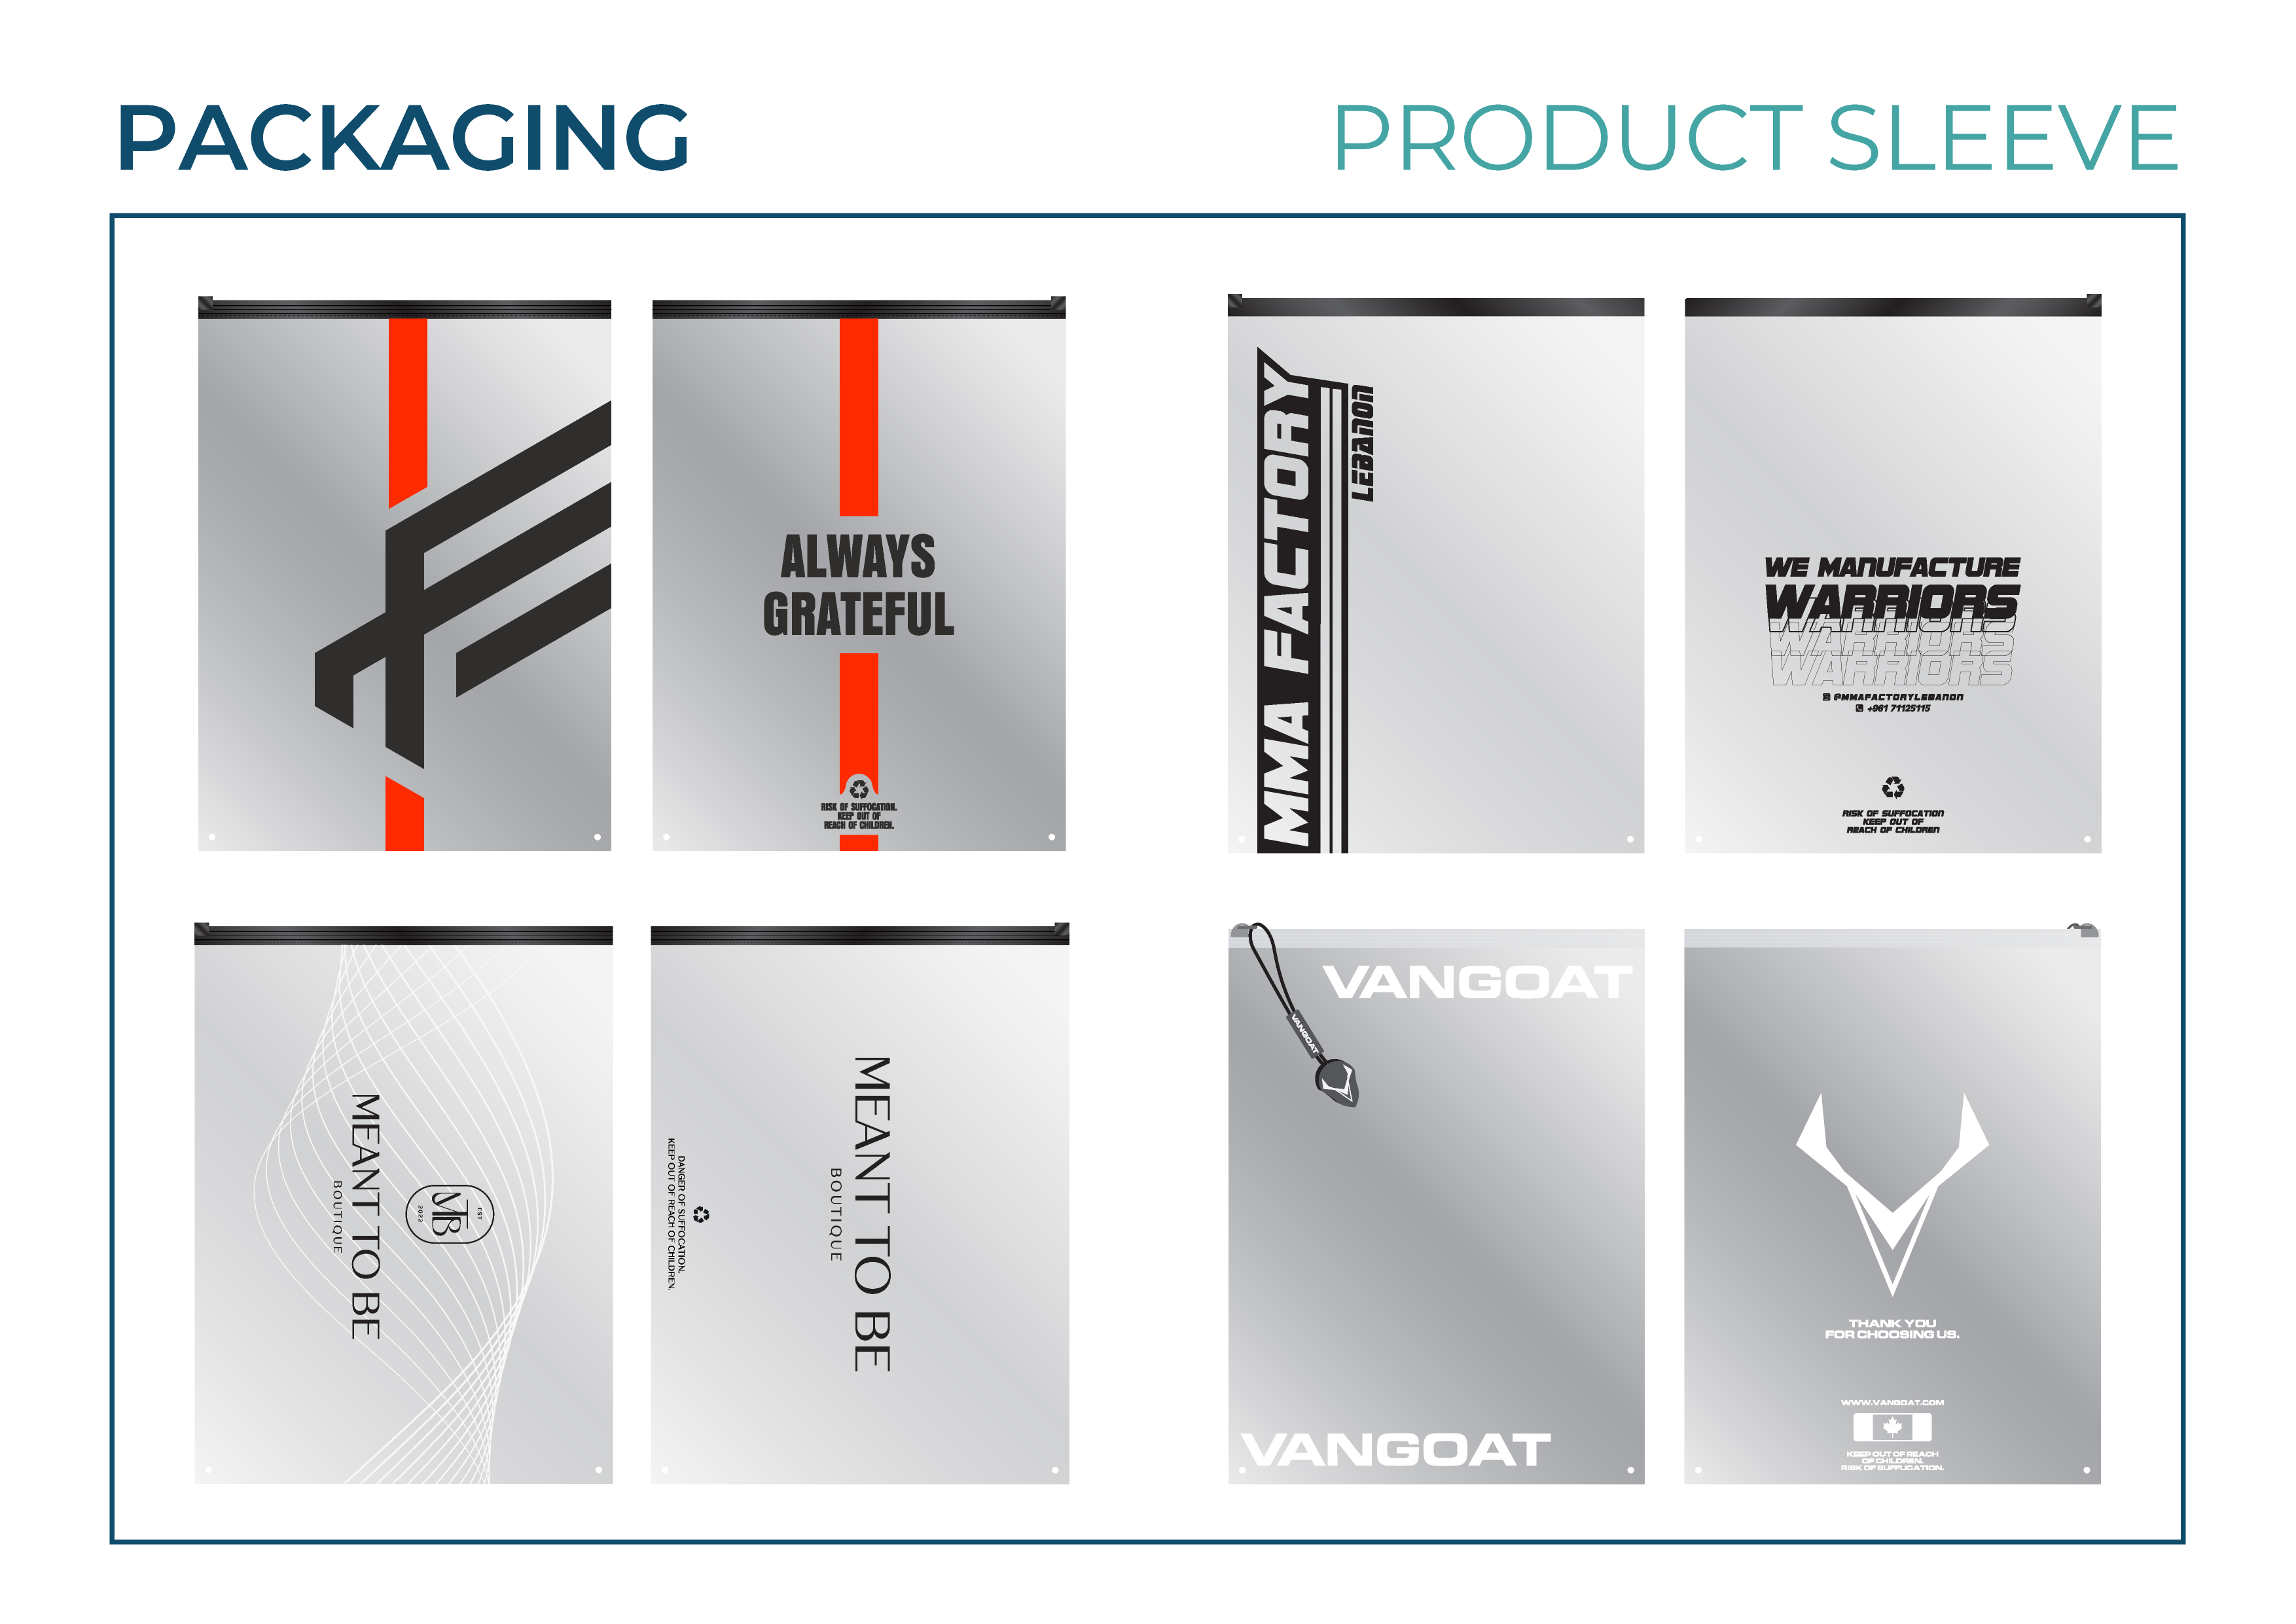 PACKAGING
PRODUCT SLEEVE
ALWAYS
GRATEFUL
RISK OF SUFFOCATION.
KEEP OUT OF
REACH OF CHILDREN.
MMA FACTORY
LEBANON
WE MANUFACTURE
WARRIORS
WARRIORS
WARRIORS
@MMAFACTORYLEBANON
+961 71125115
RISK OF SUFFOCATION
KEEP OUT OF
REACH OF CHILDREN
MEANT TO BE
BOUTIQUE
EST
MTB
2022
MEANT TO BE
BOUTIQUE
DANGER OF SUFFOCATION.
KEEP OUT OF REACH OF CHILDREN.
VANGOAT
VANGOAT
VANGOAT
THANK YOU
FOR CHOOSING US.
WWW.VANGOAT.COM
KEEP OUT OF REACH
OF CHILDREN.
RISK OF SUFFUCATION.